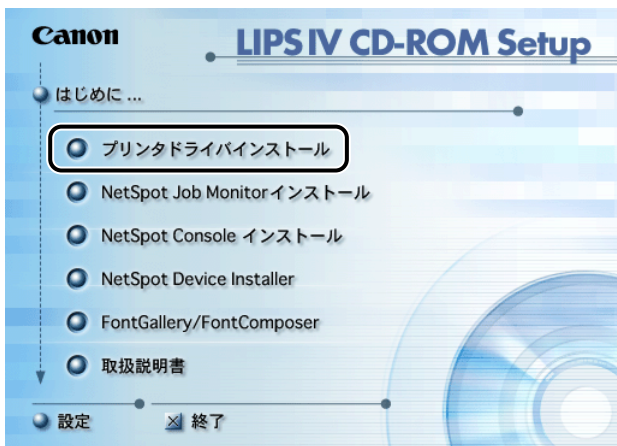 Canon
LIPS IV CD-ROM Setup
はじめに ...
プリンタドライバインストール
NetSpot Job Monitorインストール
NetSpot Console インストール
NetSpot Device Installer
FontGallery/FontComposer
取扱説明書
設定
終了